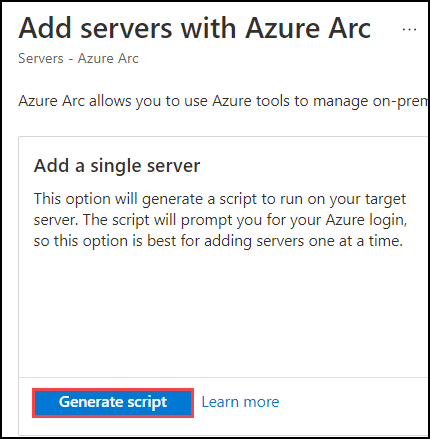 Add servers with Azure Arc ...
Servers - Azure Arc
Azure Arc allows you to use Azure tools to manage on-prem
Add a single server
This option will generate a script to run on your target
server. The script will prompt you for your Azure login,
so this option is best for adding servers one at a time.
Generate script Learn more